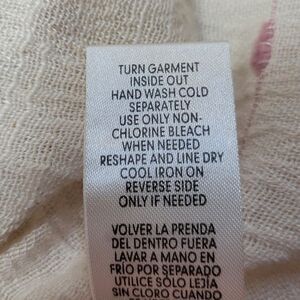 TURN GARMENT
INSIDE OUT
HAND WASH COLD
SEPARATELY
USE ONLY NON-
CHLORINE BLEACH
WHEN NEEDED
RESHAPE AND LINE DRY
COOL IRON ON
REVERSE SIDE
ONLY IF NEEDED
VOLVER LA PRENDA
DEL DENTRO FUERA
LAVAR A MANO EN
FRÍO POR SEPARADO
UTILICE SÓLO LEJÍA
SIN CLORO CUANDO